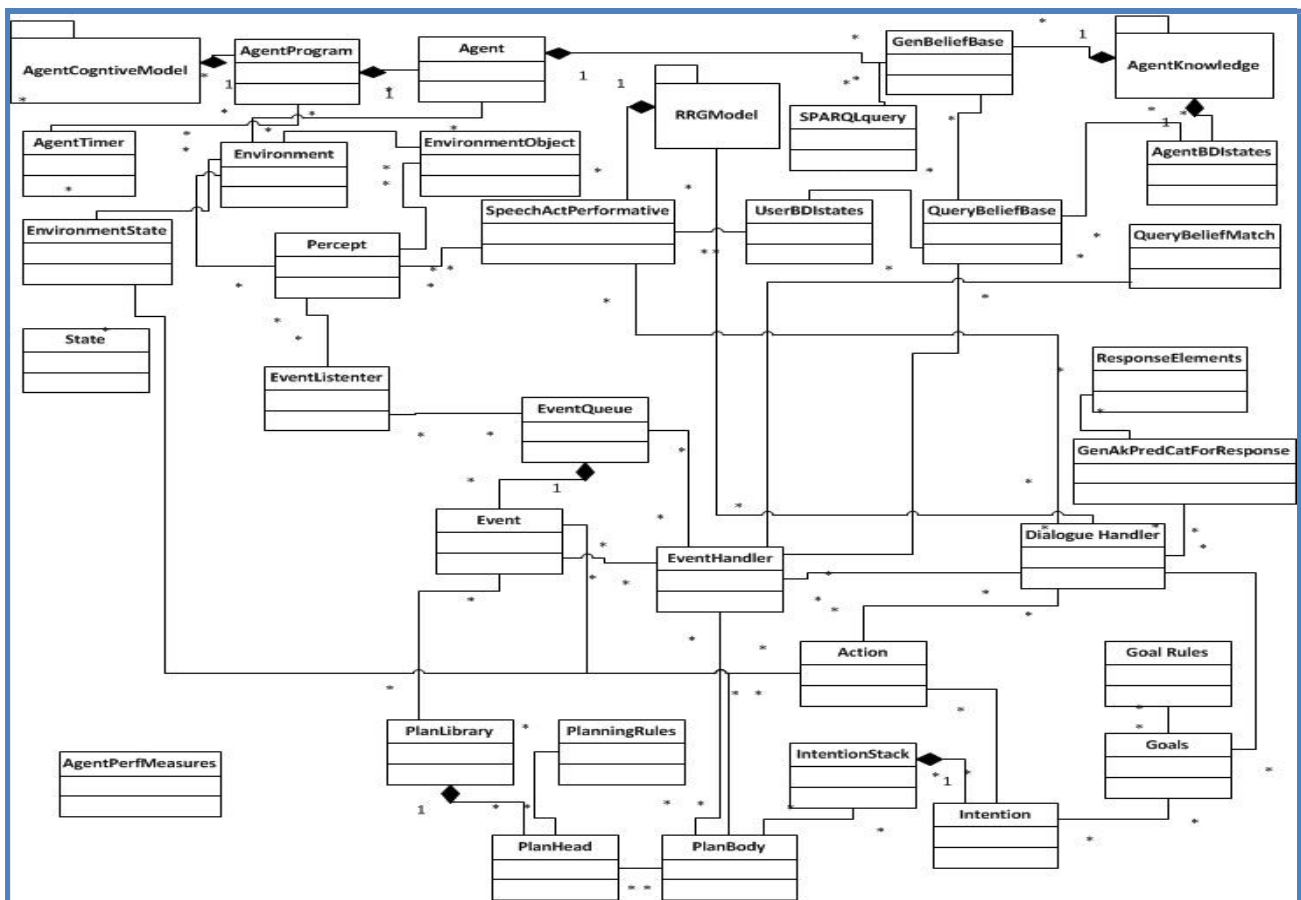 AgentCogntiveModel
AgentProgram
Agent
GenBeliefBase
AgentKnowledge
RRGModel
SPARQLquery
AgentTimer
Environment
EnvironmentObject
AgentBDIstates
EnvironmentState
Percept
SpeechActPerformative
UserBDIstates
QueryBeliefBase
QueryBeliefMatch
State
EventListenter
EventQueue
ResponseElements
GenAkPredCatForResponse
Event
EventHandler
Dialogue Handler
Action
Goal Rules
PlanLibrary
PlanningRules
IntentionStack
Goals
AgentPerfMeasures
Intention
PlanHead
PlanBody